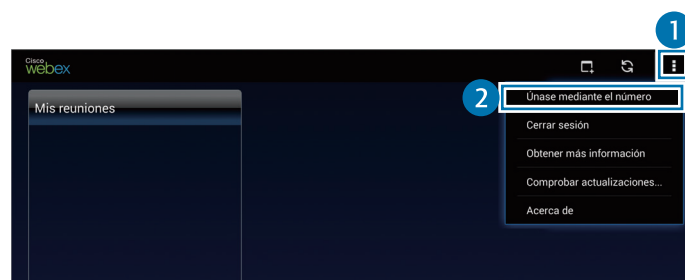 1
Cisco
webex
2
Únase mediante el número
Mis reuniones
Cerrar sesión
Obtener más información
Comprobar actualizaciones...
Acerca de